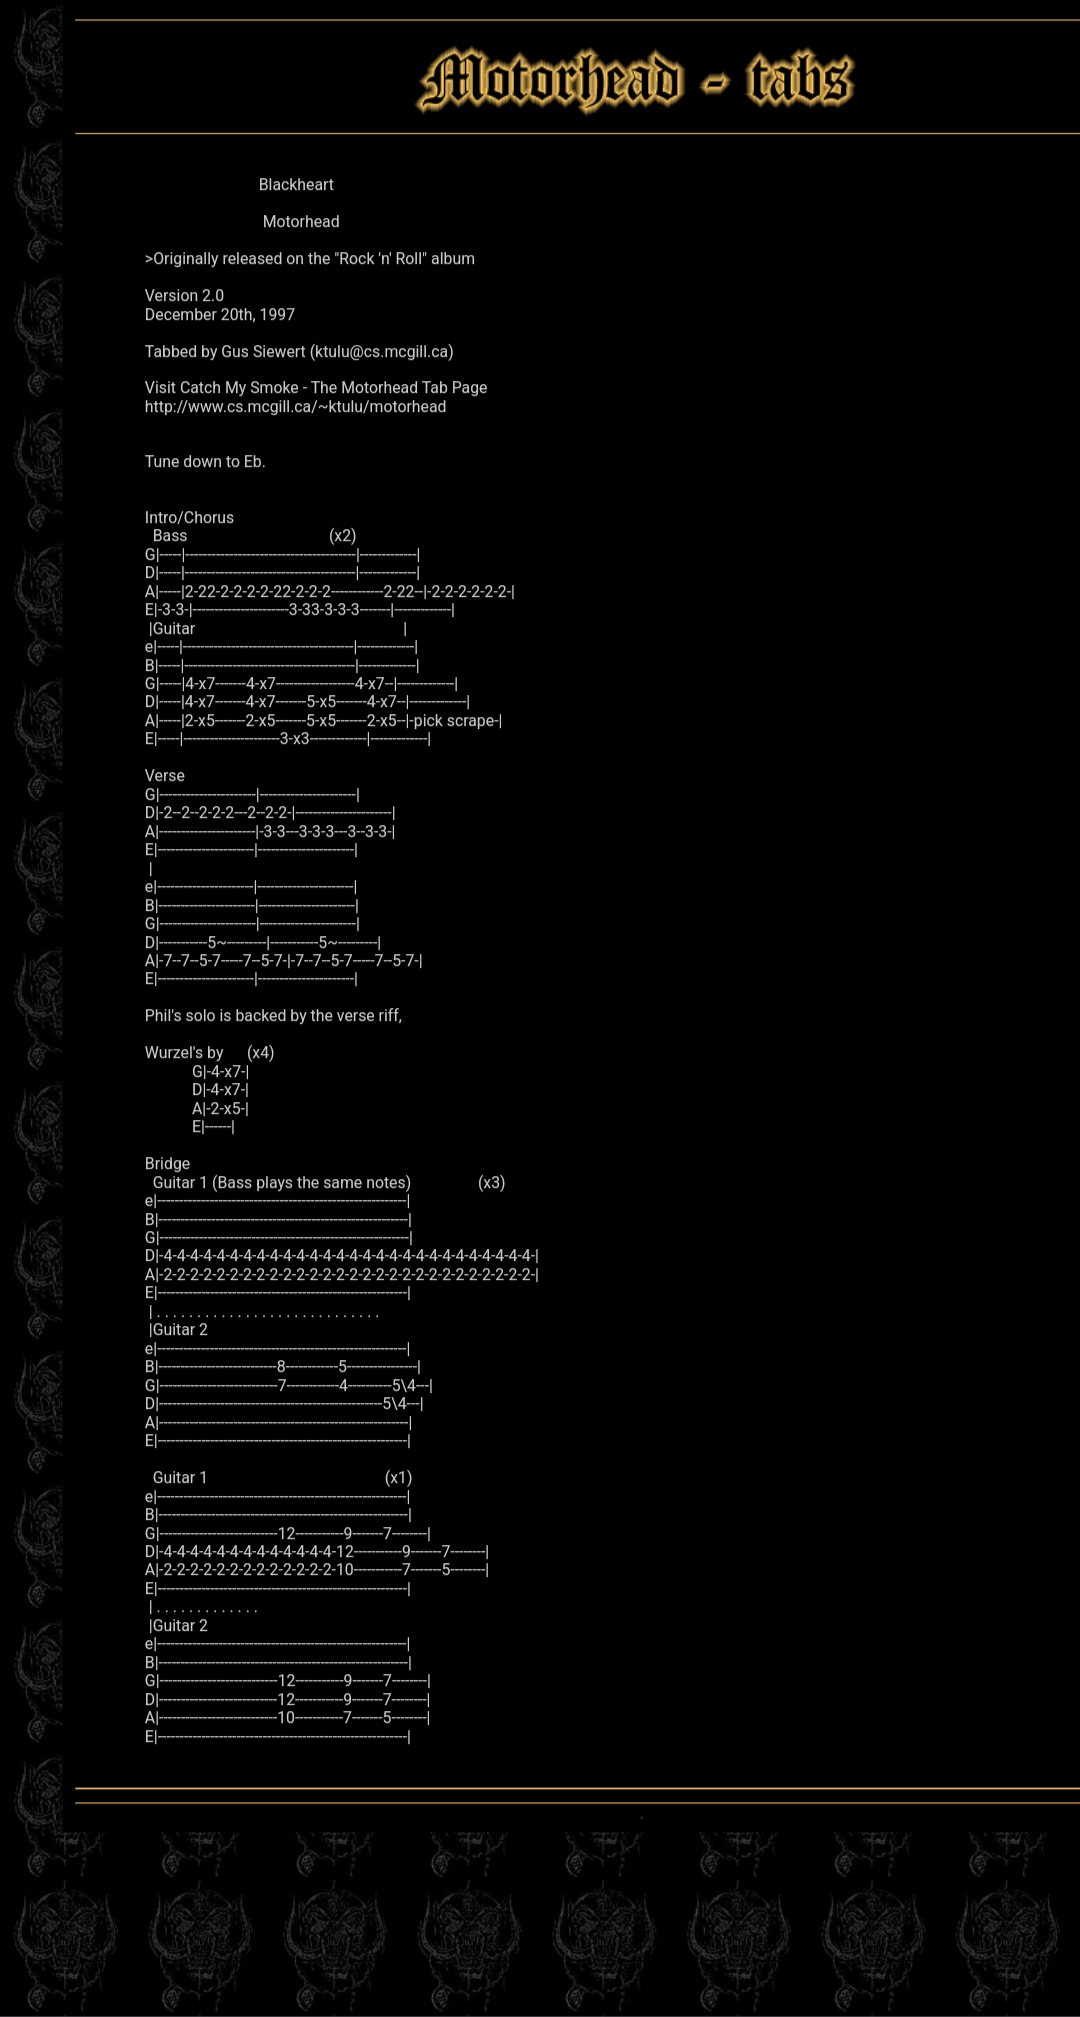 Motorhead - tabs
Blackheart
Motorhead
>Originally released on the "Rock 'n' Roll" album
Version 2.0
December 20th, 1997
Tabbed by Gus Siewert (ktulu@cs.mcgill.ca)
Visit Catch My Smoke - The Motorhead Tab Page
http://www.cs.mcgill.ca/~ktulu/motorhead
Tune down to Eb.
Intro/Chorus
Bass (x2)
G|-----|---------------------------------------|-------------|
D|-----|---------------------------------------|-------------|
A|-----|2-22-2-2-2-2-22-2-2-2------------2-22--|-2-2-2-2-2-2-|
E|-3-3-|----------------------3-33-3-3-3-------|-------------|
|Guitar |
e|-----|---------------------------------------|-------------|
B|-----|---------------------------------------|-------------|
G|-----|4-x7-------4-x7------------------4-x7--|-------------|
D|-----|4-x7-------4-x7-------5-x5-------4-x7--|-------------|
A|-----|2-x5-------2-x5-------5-x5-------2-x5--|-pick scrape-|
E|-----|----------------------3-x3-------------|-------------|
Verse
G|----------------------|----------------------|
D|-2--2--2-2-2---2--2-2-|----------------------|
A|----------------------|-3-3---3-3-3---3--3-3-|
E|----------------------|----------------------|
|
e|----------------------|----------------------|
B|----------------------|----------------------|
G|----------------------|----------------------|
D|-----------5~---------|-----------5~---------|
A|-7--7--5-7-----7--5-7-|-7--7--5-7-----7--5-7-|
E|----------------------|----------------------|
Phil's solo is backed by the verse riff,
Wurzel's by (x4)
G|-4-x7-|
D|-4-x7-|
A|-2-x5-|
E|------|
Bridge
Guitar 1 (Bass plays the same notes) (x3)
e|---------------------------------------------------------|
B|---------------------------------------------------------|
G|---------------------------------------------------------|
D|-4-4-4-4-4-4-4-4-4-4-4-4-4-4-4-4-4-4-4-4-4-4-4-4-4-4-4-4-|
A|-2-2-2-2-2-2-2-2-2-2-2-2-2-2-2-2-2-2-2-2-2-2-2-2-2-2-2-2-|
E|---------------------------------------------------------|
| . . . . . . . . . . . . . . . . . . . . . . . . . . . .
|Guitar 2
e|---------------------------------------------------------|
B|---------------------------8------------5----------------|
G|---------------------------7------------4----------5\4---|
D|---------------------------------------------------5\4---|
A|---------------------------------------------------------|
E|---------------------------------------------------------|
Guitar 1 (x1)
e|---------------------------------------------------------|
B|---------------------------------------------------------|
G|---------------------------12-----------9-------7--------|
D|-4-4-4-4-4-4-4-4-4-4-4-4-4-12-----------9-------7--------|
A|-2-2-2-2-2-2-2-2-2-2-2-2-2-10-----------7-------5--------|
E|---------------------------------------------------------|
| . . . . . . . . . . . . .
|Guitar 2
e|---------------------------------------------------------|
B|---------------------------------------------------------|
G|---------------------------12-----------9-------7--------|
D|---------------------------12-----------9-------7--------|
A|---------------------------10-----------7-------5--------|
E|---------------------------------------------------------|